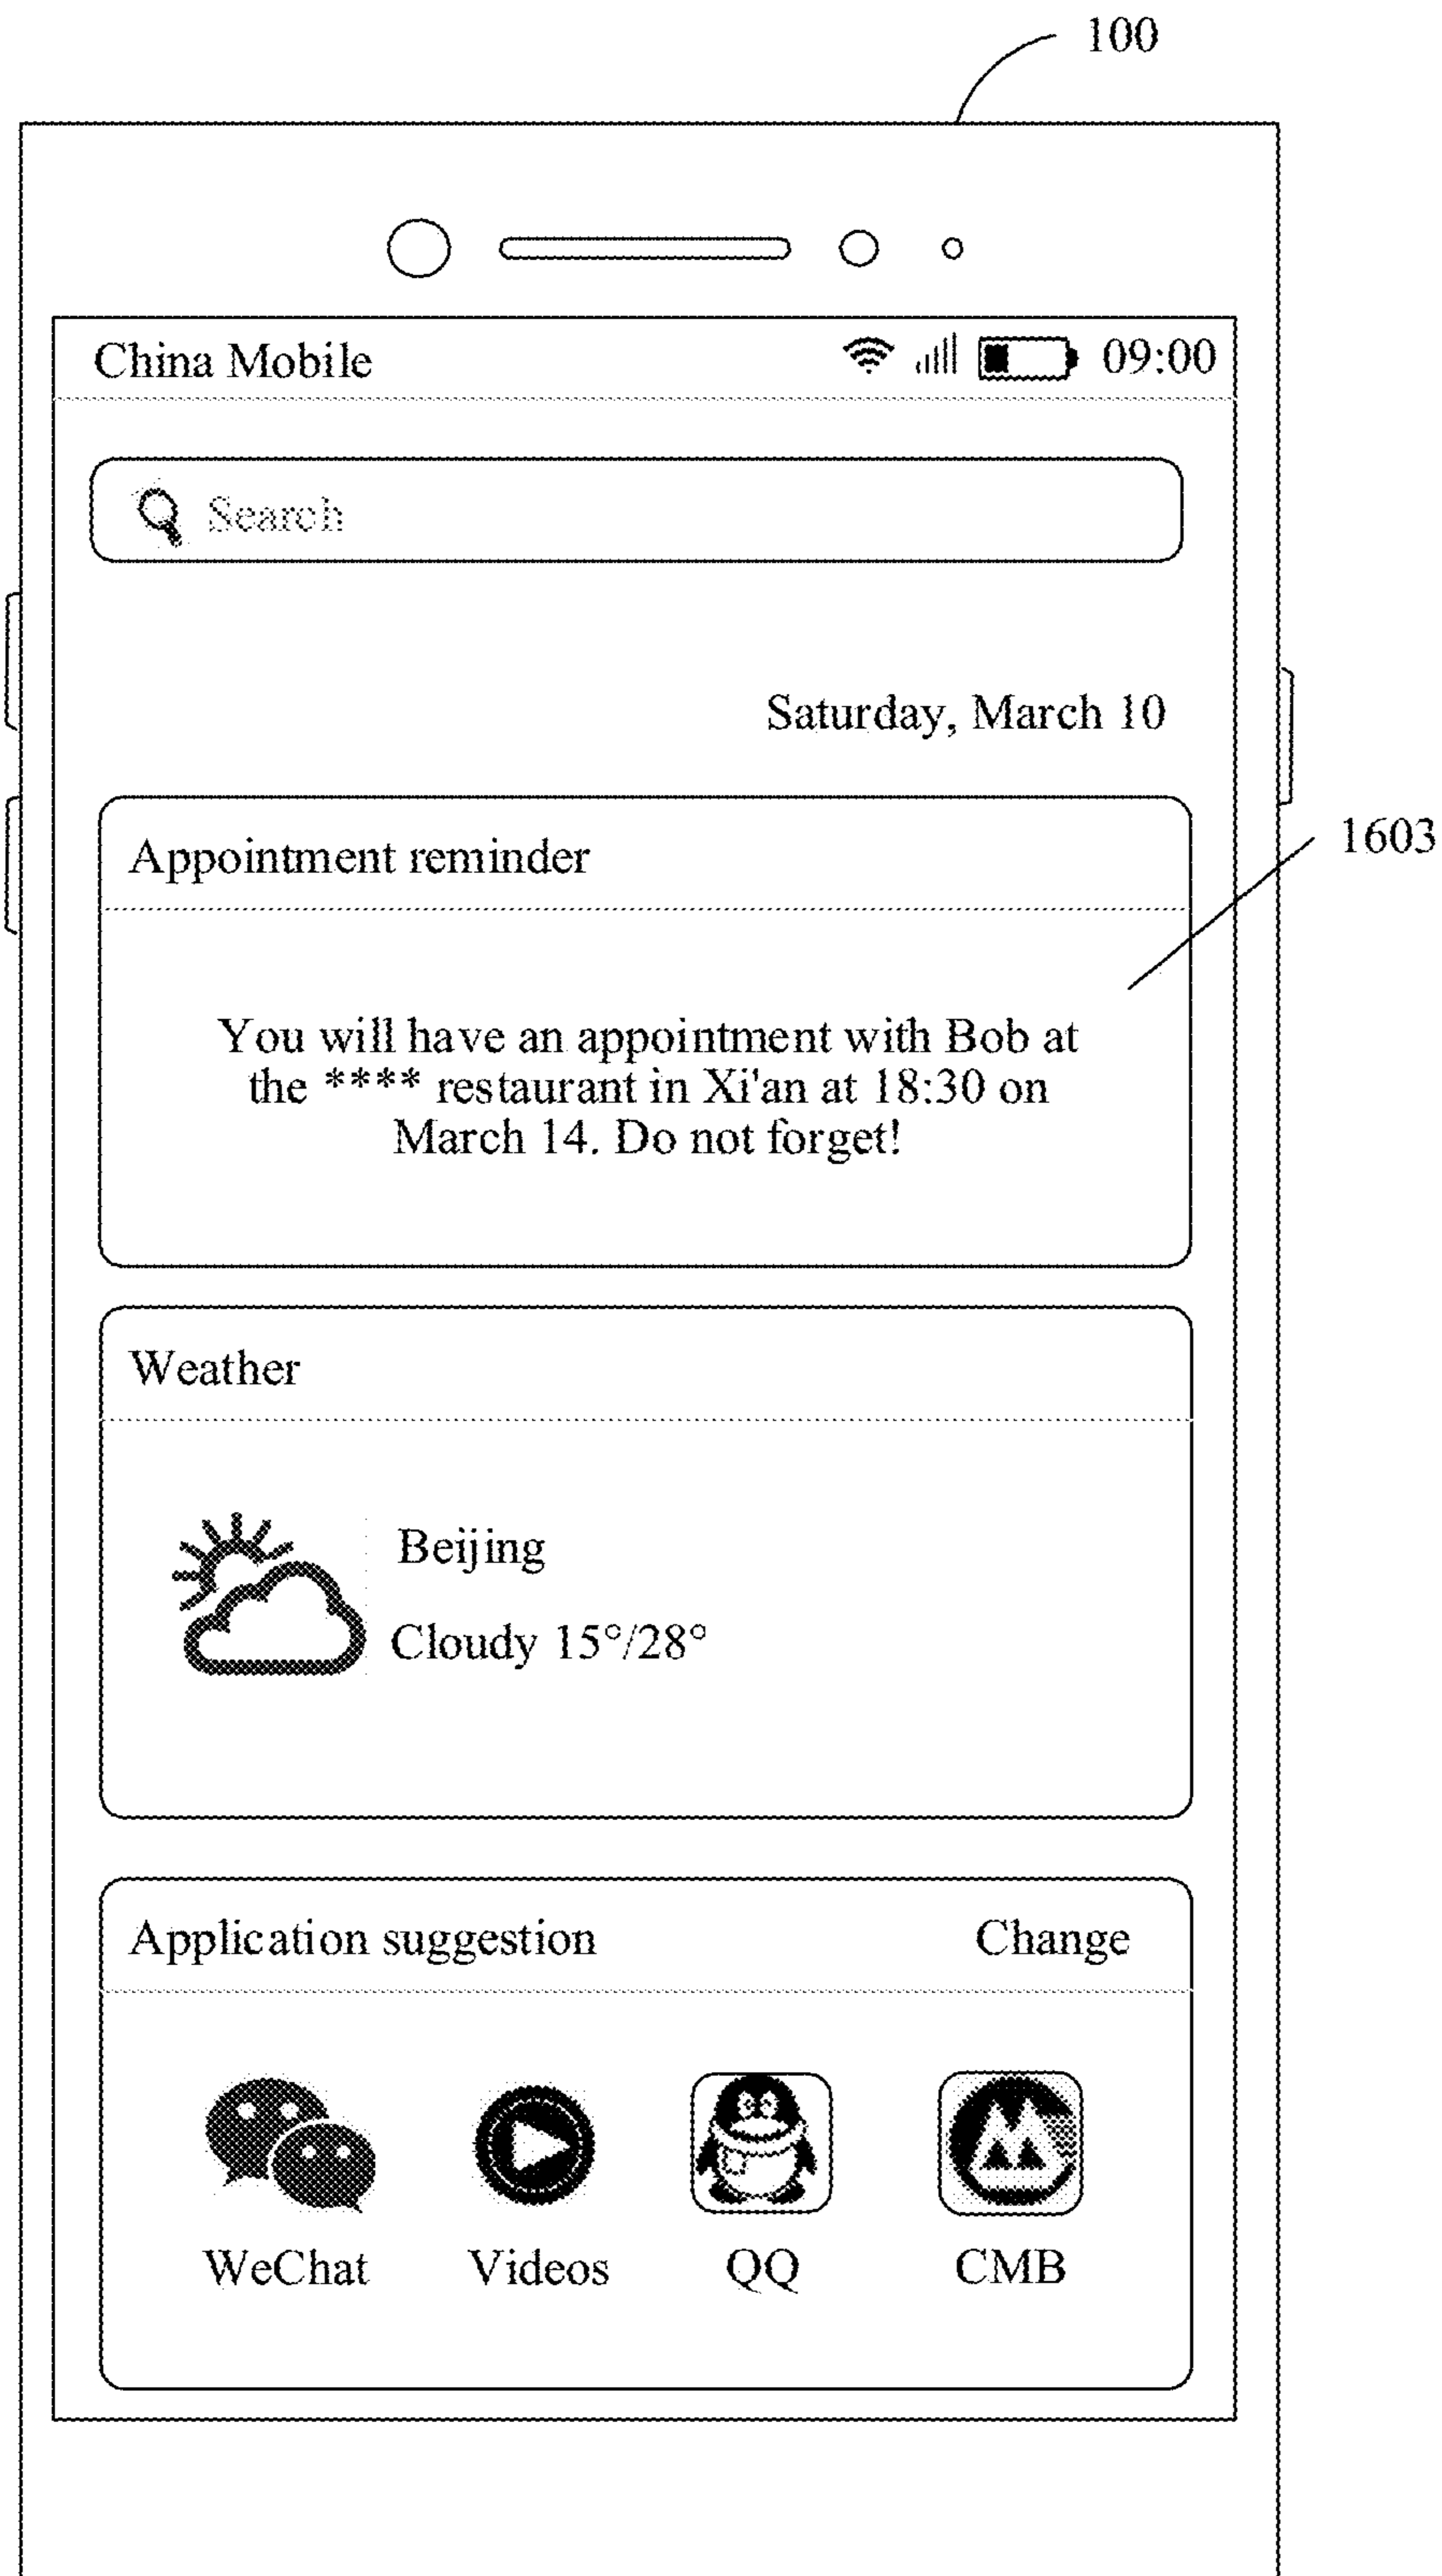 100
China Mobile 09:00
Search
Saturday, March 10
1603
Appointment reminder
You will have an appointment with Bob at
the **** restaurant in Xi'an at 18:30 on
March 14. Do not forget!
Weather
Beijing
Cloudy 15°/28°
Application suggestion Change
WeChat Videos QQ CMB